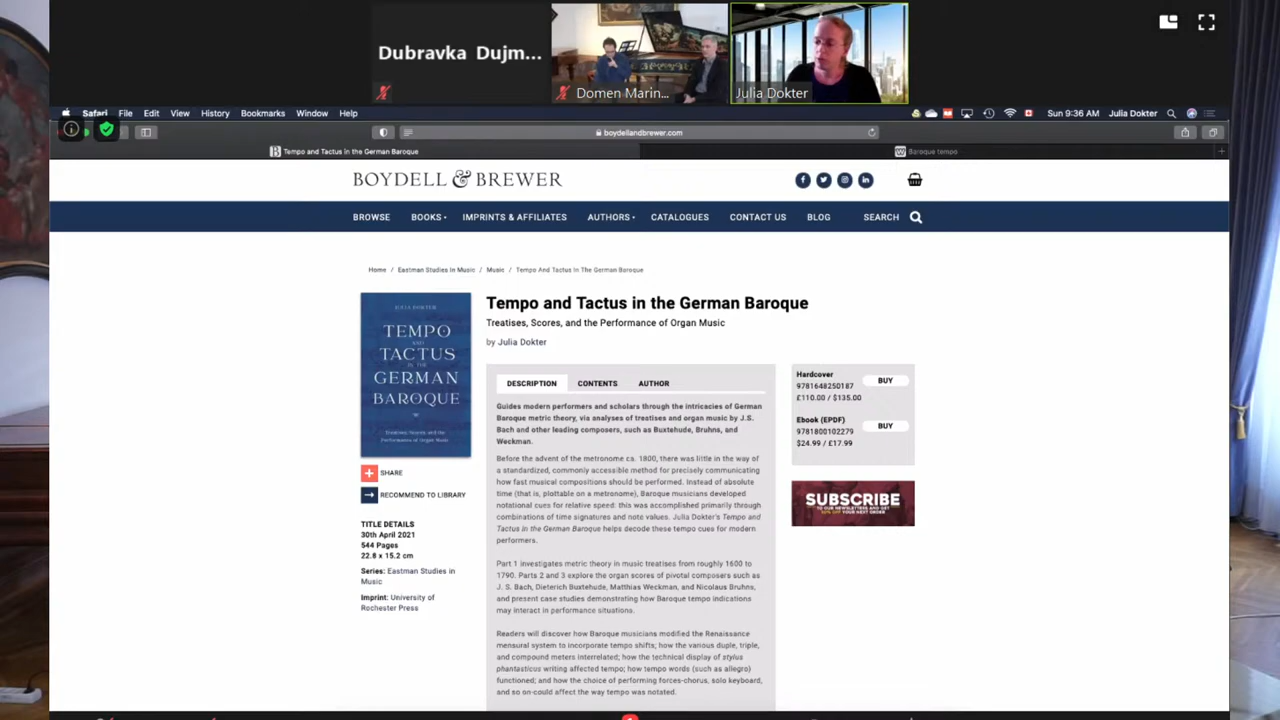 Dubravka Dujm...
Domen Marin...
Julia Dokter
Safari File Edit View History Bookmarks Window Help
Sun 9:36 AM Julia Dokter
boydellandbrewer.com
Tempo and Tactus in the German Baroque
Baroque tempo
BOYDELL & BREWER
BROWSE BOOKS IMPRINTS & AFFILIATES AUTHORS CATALOGUES CONTACT US BLOG SEARCH
Home / Eastman Studies In Music / Music / Tempo And Tactus In The German Baroque
JULIA DOKTER
TEMPO
AND
TACTUS
IN THE
GERMAN
BAROQUE
Treatises, Scores, and the
Performance of Organ Music
SHARE
RECOMMEND TO LIBRARY
TITLE DETAILS
30th April 2021
544 Pages
22.8 x 15.2 cm
Series: Eastman Studies in
Music
Imprint: University of
Rochester Press
Tempo and Tactus in the German Baroque
Treatises, Scores, and the Performance of Organ Music
by Julia Dokter
DESCRIPTION CONTENTS AUTHOR
Guides modern performers and scholars through the intricacies of German
Baroque metric theory, via analyses of treatises and organ music by J.S.
Bach and other leading composers, such as Buxtehude, Bruhns, and
Weckman.
Before the advent of the metronome ca. 1800, there was little in the way of
a standardized, commonly accessible method for precisely communicating
how fast musical compositions should be performed. Instead of absolute
time (that is, plottable on a metronome), Baroque musicians developed
notational cues for relative speed: this was accomplished primarily through
combinations of time signatures and note values. Julia Dokter's Tempo and
Tactus in the German Baroque helps decode these tempo cues for modern
performers.
Part 1 investigates metric theory in music treatises from roughly 1600 to
1790. Parts 2 and 3 explore the organ scores of pivotal composers such as
J. S. Bach, Dieterich Buxtehude, Matthias Weckman, and Nicolaus Bruhns,
and present case studies demonstrating how Baroque tempo indications
may interact in performance situations.
Readers will discover how Baroque musicians modified the Renaissance
mensural system to incorporate tempo shifts; how the various duple, triple,
and compound meters interrelated; how the technical display of stylus
phantasticus writing affected tempo; how tempo words (such as allegro)
functioned; and how the choice of performing forces-chorus, solo keyboard,
and so on-could affect the way tempo was notated.
Hardcover
9781648250187
£110.00 / $135.00
BUY
Ebook (EPDF)
9781800102279
$24.99 / £17.99
BUY
SUBSCRIBE
TO OUR NEWSLETTERS AND GET
YOUR NEXT ORDER